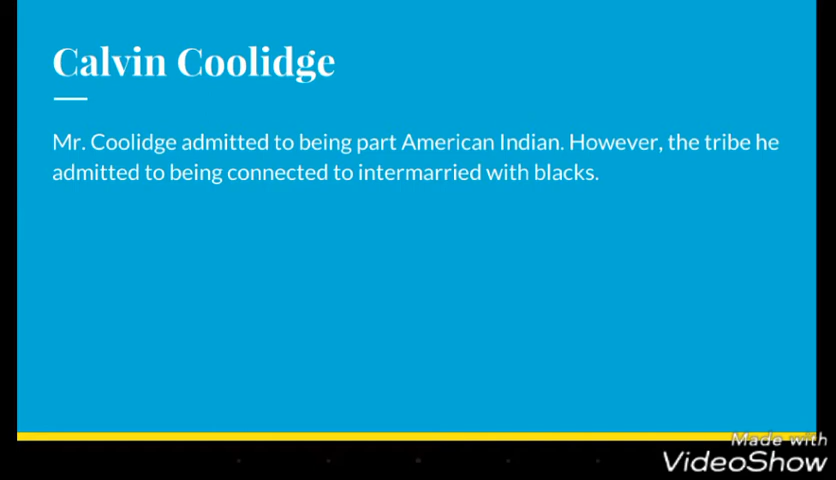 Calvin Coolidge
Mr. Coolidge admitted to being part American Indian. However, the tribe he
admitted to being connected to intermarried with blacks.
Made with
VideoShow